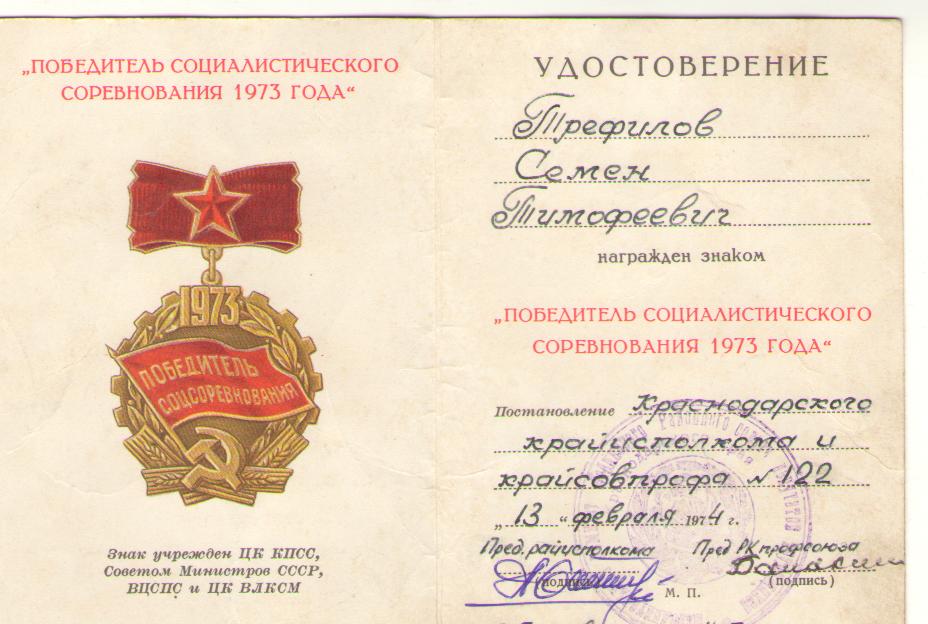 „ПОБЕДИТЕЛЬ СОЦИАЛИСТИЧЕСКОГО
СОРЕВНОВАНИЯ 1973 ГОДА“
1973
ПОБЕДИТЕЛЬ
СОЦСОРЕВНОВАНИЯ
Знак учрежден ЦК КПСС,
Советом Министров СССР,
ВЦСПС и ЦК ВЛКСМ
УДОСТОВЕРЕНИЕ
Трефилов
Семен
Тимофеевич
награжден знаком
„ПОБЕДИТЕЛЬ СОЦИАЛИСТИЧЕСКОГО
СОРЕВНОВАНИЯ 1973 ГОДА“
Постановление Краснодарского
крайисполкома и
крайсовпрофа № 122
„13“ февраля 1974 г.
Пред. райисполкома Пред РК профсоюза
(подпись) (подпись)
М. П.